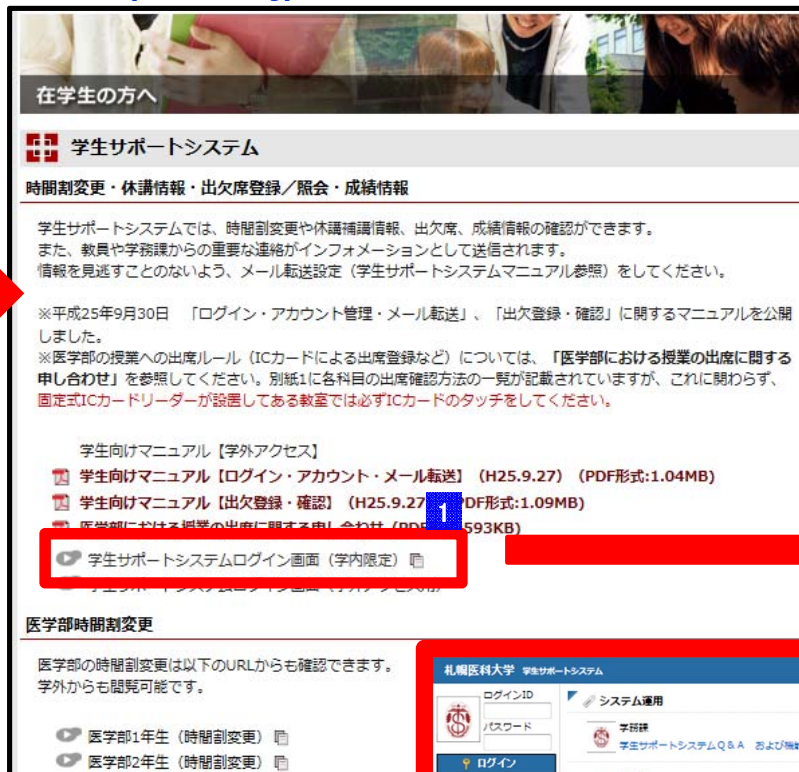 在学生の方へ
学生サポートシステム
時間割変更・休講情報・出欠席登録／照会・成績情報
学生サポートシステムでは、時間割変更や休講補講情報、出欠席、成績情報の確認ができます。
また、教員や学務課からの重要な連絡がインフォメーションとして送信されます。
情報を見逃すことのないよう、メール転送設定（学生サポートシステムマニュアル参照）をしてください。
※平成25年9月30日　「ログイン・アカウント管理・メール転送」、「出欠登録・確認」に関するマニュアルを公開
しました。
※医学部の授業への出席ルール（ICカードによる出席登録など）については、「医学部における授業の出席に関する
申し合わせ」を参照してください。別紙1に各科目の出席確認方法の一覧が記載されていますが、これに関わらず、
固定式ICカードリーダーが設置してある教室では必ずICカードのタッチをしてください。
学生向けマニュアル【学外アクセス】
学生向けマニュアル【ログイン・アカウント・メール転送】（H25.9.27）（PDF形式:1.04MB)
学生向けマニュアル【出欠登録・確認】（H25.9.27 PDF形式:1.09MB)
1
医学部における授業の出席に関する申し合わせ (PD 593KB)
学生サポートシステムログイン画面（学内限定）
医学部時間割変更
医学部の時間割変更は以下のURLからも確認できます。
学外からも閲覧可能です。
医学部1年生（時間割変更）
医学部2年生（時間割変更）
札幌医科大学 学生サポートシステム
ログインID
パスワード
ログイン
システム運用
学務課
学生サポートシステムＱ＆Ａ および機能